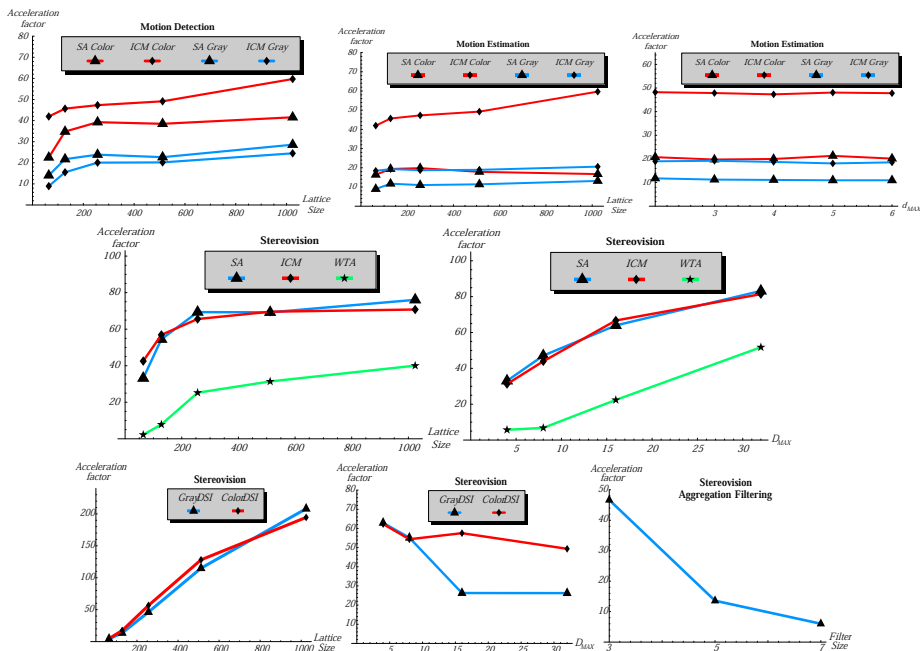 Acceleration
factor
Motion Detection
SA Color ICM Color SA Gray ICM Gray
80
70
60
50
40
30
20
10
200 400 600 800 1000
Lattice
Size
Acceleration
factor
Motion Estimation
SA Color ICM Color SA Gray ICM Gray
80
70
60
50
40
30
20
10
200 400 600 800 1000
Lattice
Size
Acceleration
factor
Motion Estimation
SA Color ICM Color SA Gray ICM Gray
60
50
40
20
10
3 4 5 6
dMAX
Acceleration
factor
Stereovision
SA ICM WTA
100
80
60
40
20
200 400 600 800 1000
Lattice
Size
Acceleration
factor
Stereovision
SA ICM WTA
100
80
60
40
20
5 10 15 20 25 30
DMAX
Acceleration
factor
Stereovision
GrayDSI ColorDSI
200
150
100
50
200 400 600 800 1000
Lattice
Size
Acceleration
factor
Stereovision
GrayDSI ColorDSI
80
70
60
50
40
30
20
10
5 10 15 20 25 30
DMAX
Acceleration
factor
Stereovision
Aggregation Filtering
50
40
30
20
10
3 5 7
Filter
Size